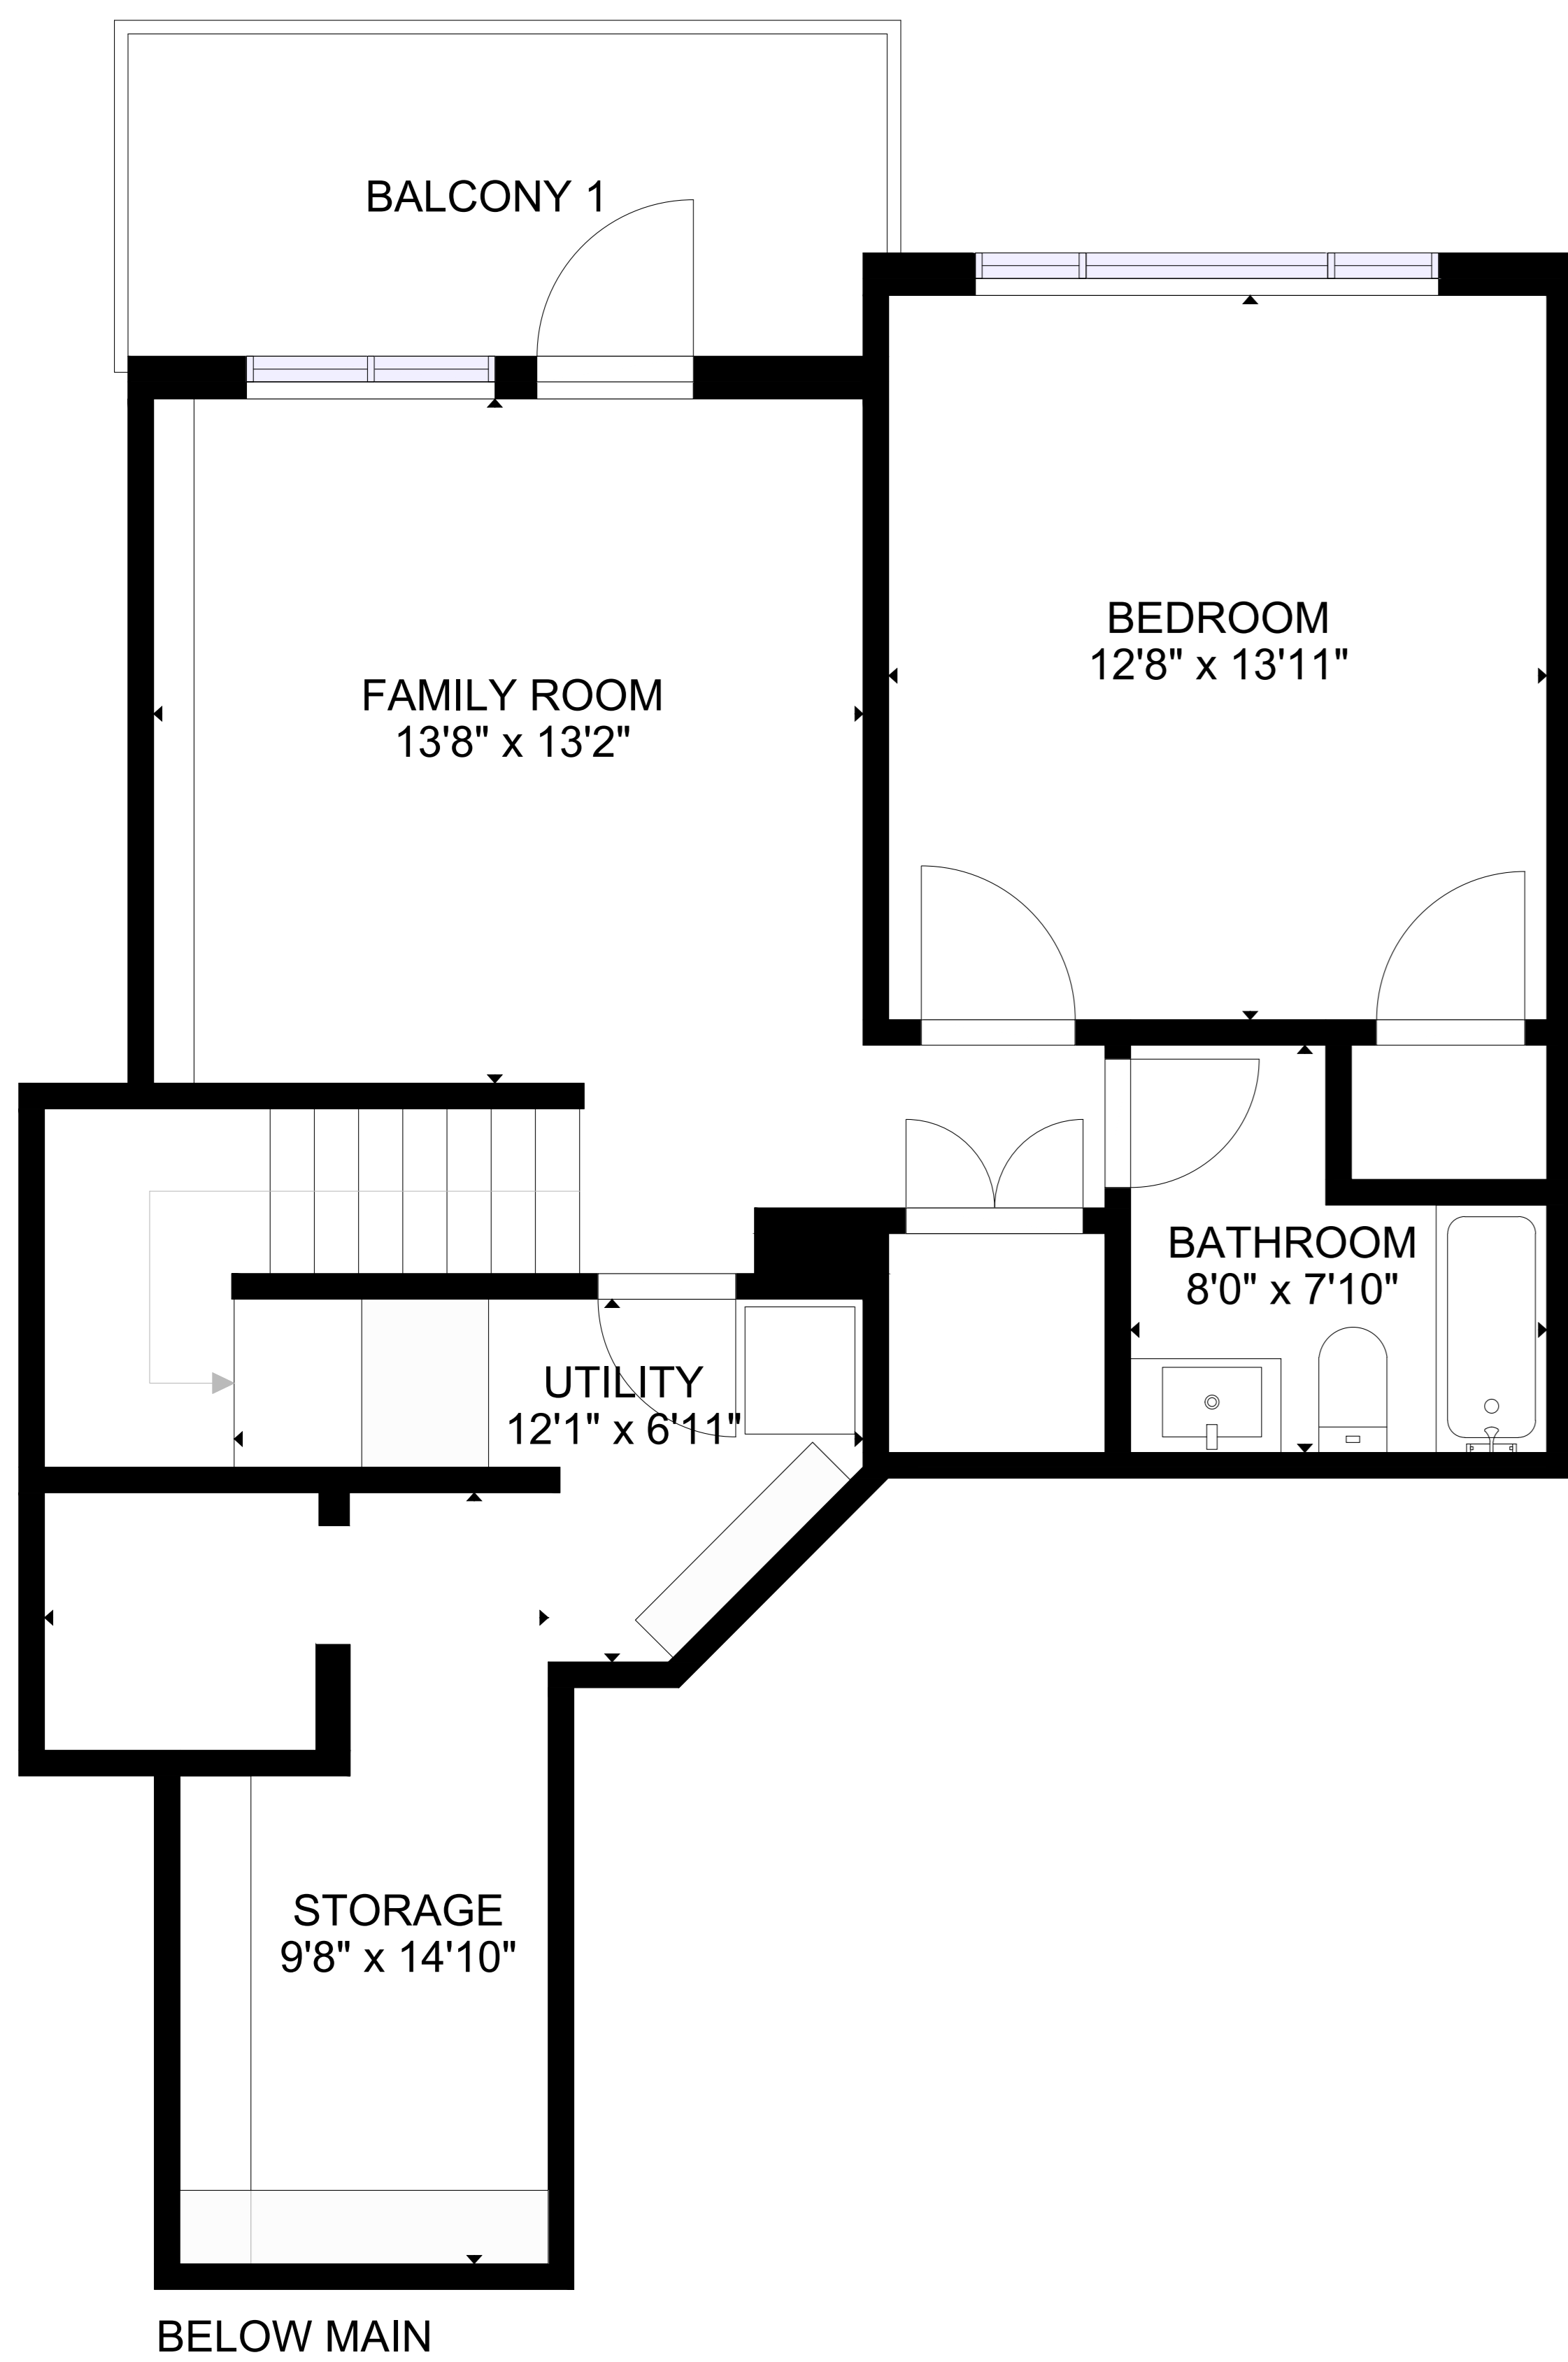 BALCONY 1
BEDROOM
12'8" x 13'11"
FAMILY ROOM
13'8" x 13'2"
BATHROOM
8'0" x 7'10"
UTILITY
12'1" x 6'11"
STORAGE
9'8" x 14'10"
BELOW MAIN